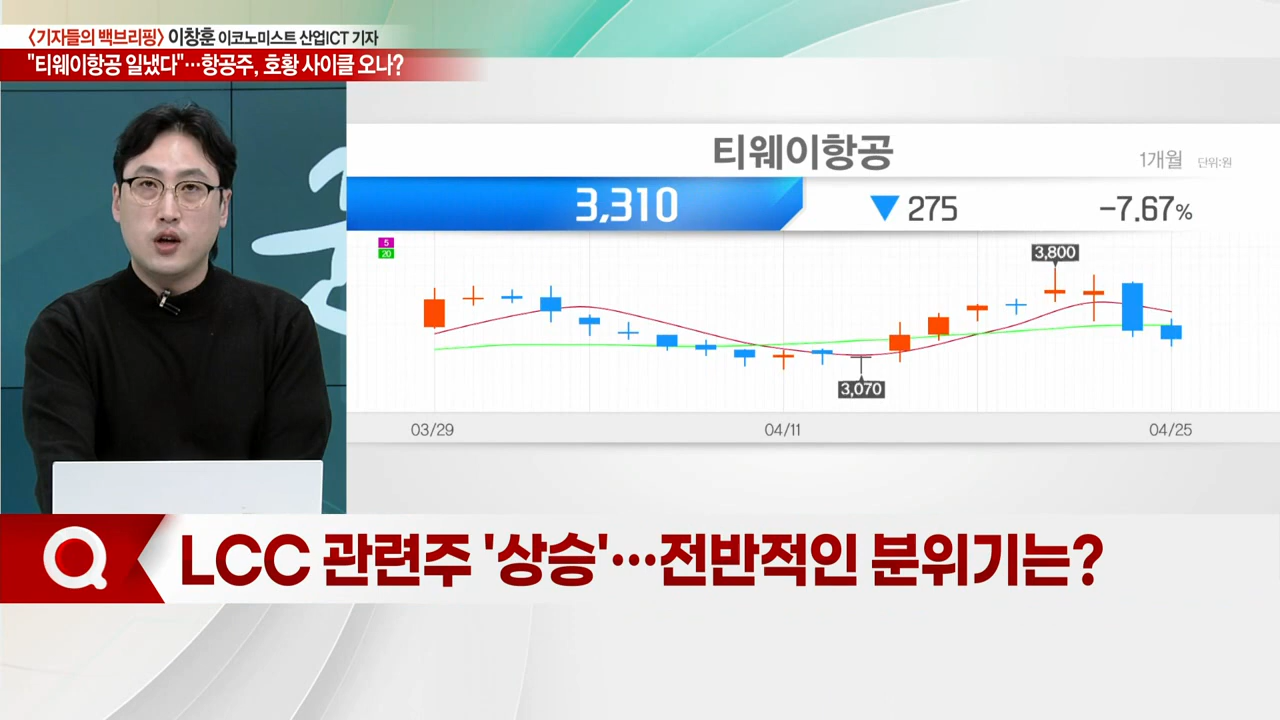 <기자들의 백브리핑> 이창훈 이코노미스트 산업ICT 기자
"티웨이항공 일냈다"…항공주, 호황 사이클 오나?
티웨이항공
1개월 단위:원
3,310 ▼ 275 -7.67%
5
20
3,800
3,070
03/29 04/11 04/25
Q LCC 관련주 '상승'…전반적인 분위기는?